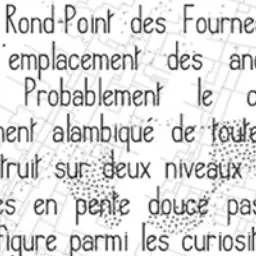 Rond-Point des Fourne
'emplacement des an
Probablement le
ment alambiqué de toute
truit sur deux niveaux
es en pente douce pas
figure parmi les curiosit